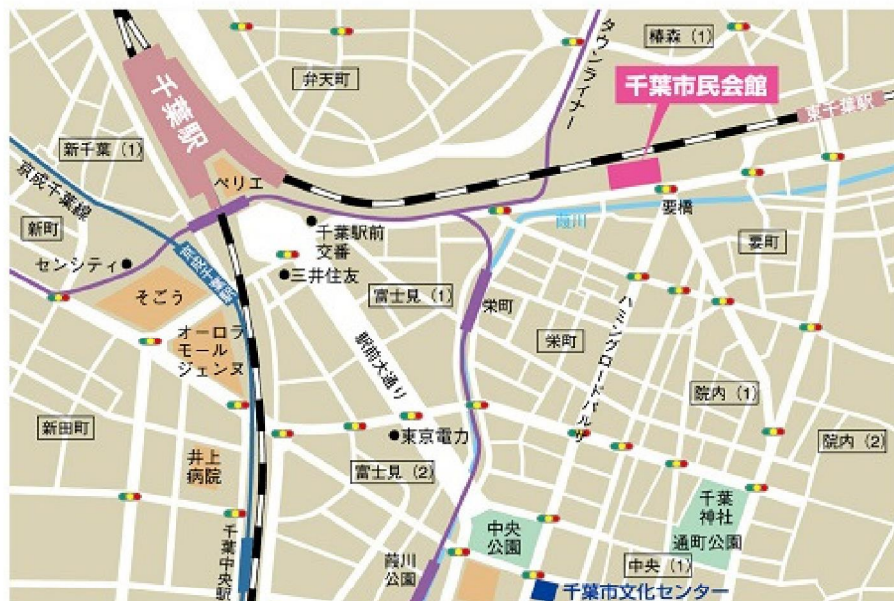 椿森 (1)
タウンライナー
弁天町
千葉市民会館
千葉駅
東千葉駅
新千葉 (1)
ペリエ
京成千葉線
新町
千葉駅前
交番
葭川
要橋
要町
センシティ
三井住友
京成千葉駅
そごう
富士見 (1)
栄町
オーロラ
モール
ジェンヌ
駅前大通り
栄町
ハミングロードパルサ
院内 (1)
新田町
東京電力
院内 (2)
井上
病院
富士見 (2)
千葉
神社
通町公園
中央
公園
千葉中央駅
葭川
公園
中央 (1)
千葉市文化センター